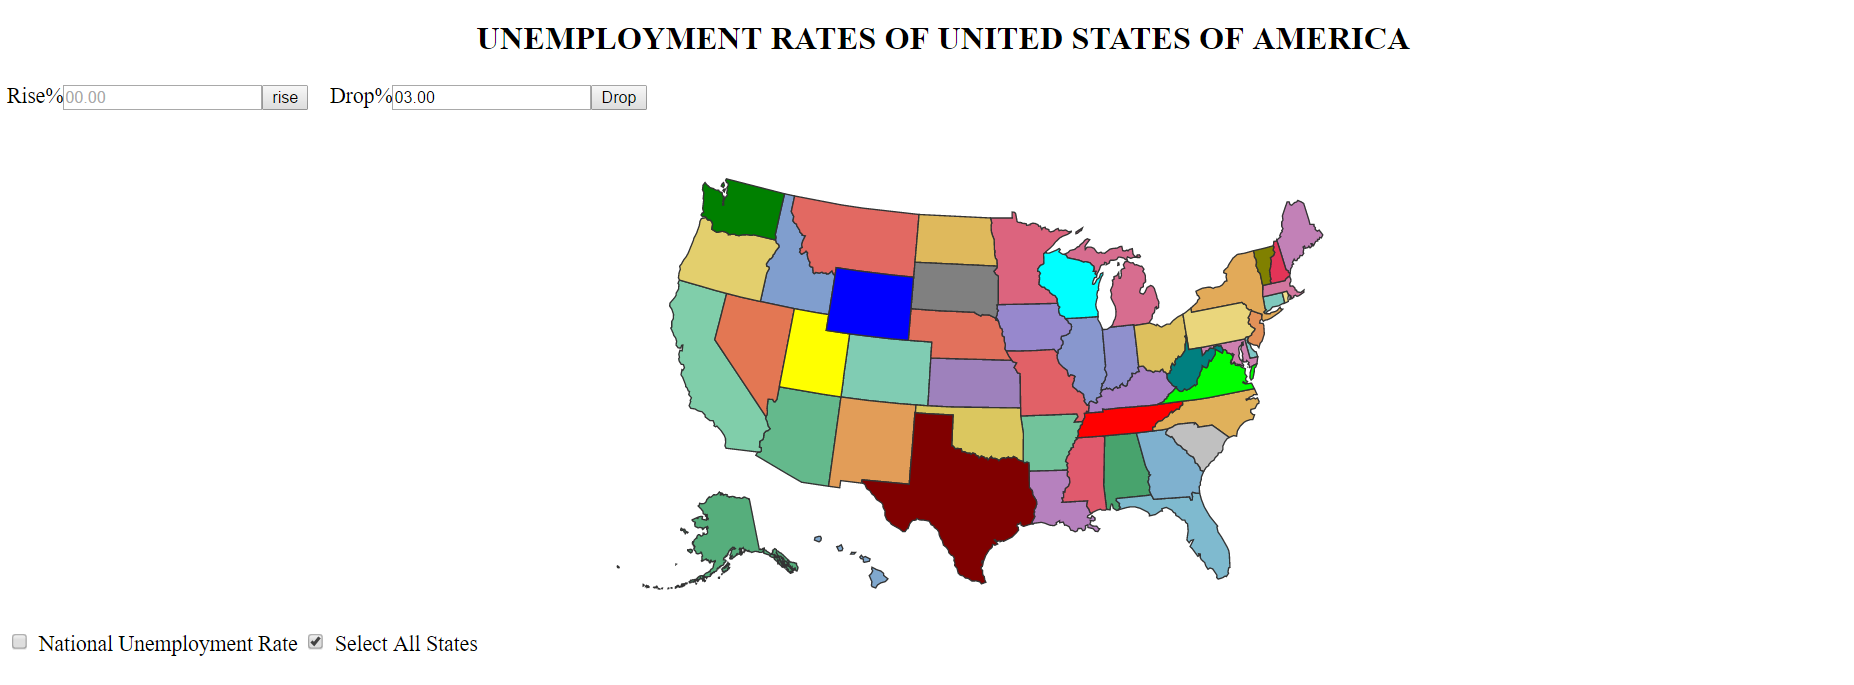 UNEMPLOYMENT RATES OF UNITED STATES OF AMERICA
Rise% 00.00 rise Drop% 03.00 Drop
National Unemployment Rate Select All States